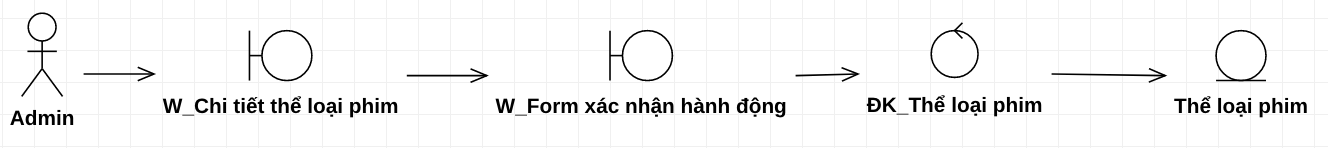 Admin
W_Chi tiết thể loại phim
W_Form xác nhận hành động
ĐK_Thể loại phim
Thể loại phim